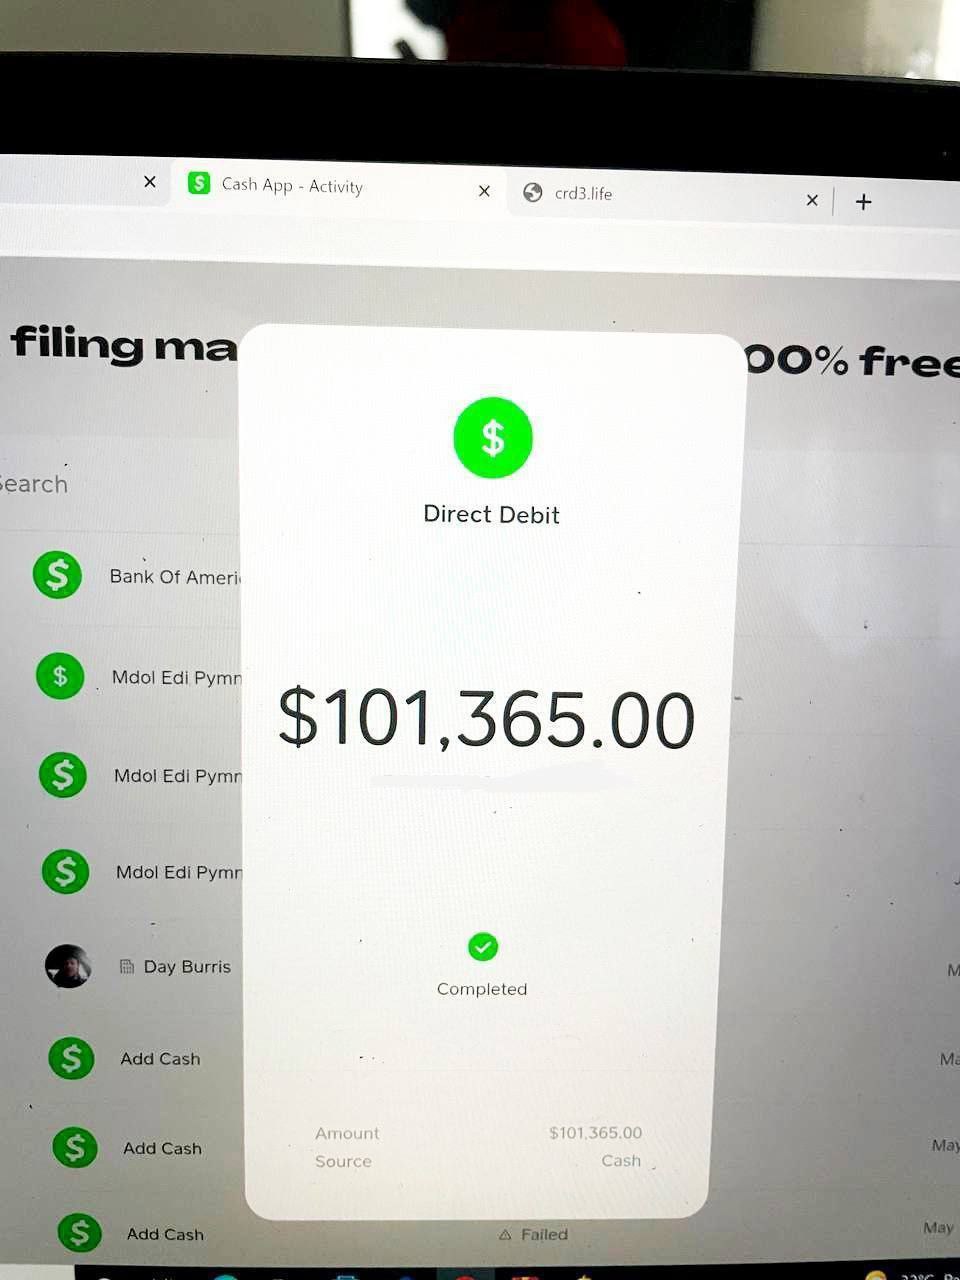 Cash App - Activity
crd3.life
filing ma
00% free
Search
$
Direct Debit
Bank Of Ameri
$101,365.00
Mdol Edi Pymn
Mdol Edi Pymn
Mdol Edi Pymn
Day Burris
Completed
Add Cash
Amount $101,365.00
Source Cash
Add Cash
May
Add Cash
Failed
May